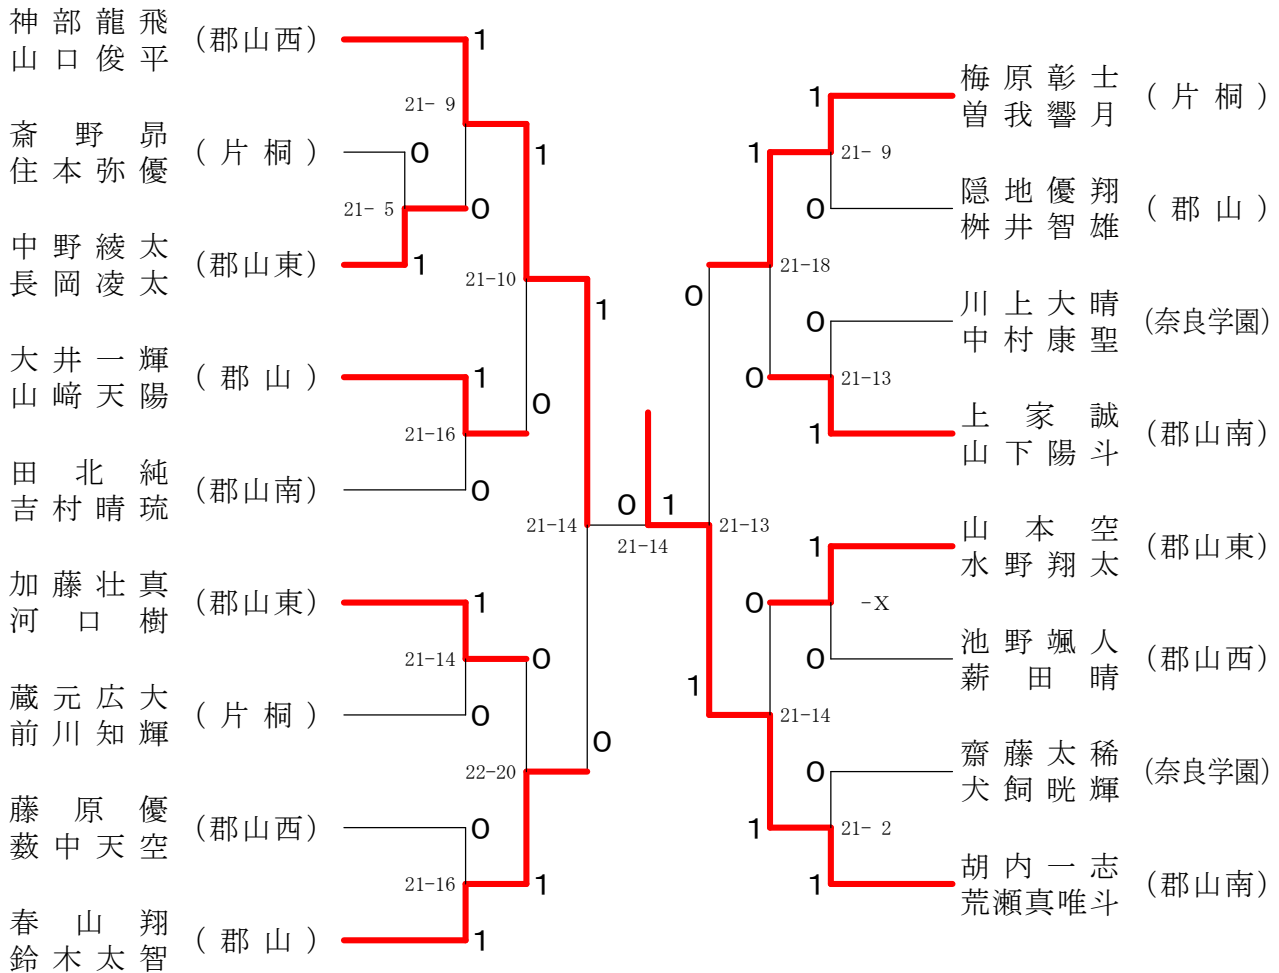 神部龍飛
山口俊平
(郡山西)
1
21- 9
斎野昴
住本弥優
(片桐)
0
21- 5
0
中野綾太
長岡凌太
(郡山東)
1
1
21-10
大井一輝
山﨑天陽
(郡山)
1
21-16
0
田北純
吉村晴琉
(郡山南)
0
1
21-14
加藤壮真
河口樹
(郡山東)
1
21-14
0
蔵元広大
前川知輝
(片桐)
0
22-20
0
藤原優
薮中天空
(郡山西)
0
21-16
1
春山翔
鈴木太智
(郡山)
1
0
1
21-14
梅原彰士
曽我響月
(片桐)
1
1
21- 9
隠地優翔
桝井智雄
(郡山)
0
21-18
0
川上大晴
中村康聖
(奈良学園)
0
0
21-13
上家誠
山下陽斗
(郡山南)
1
21-13
山本空
水野翔太
(郡山東)
1
0
-X
池野颯人
薪田晴
(郡山西)
0
1
21-14
齋藤太稀
犬飼晄輝
(奈良学園)
0
1
21- 2
胡内一志
荒瀬真唯斗
(郡山南)
1